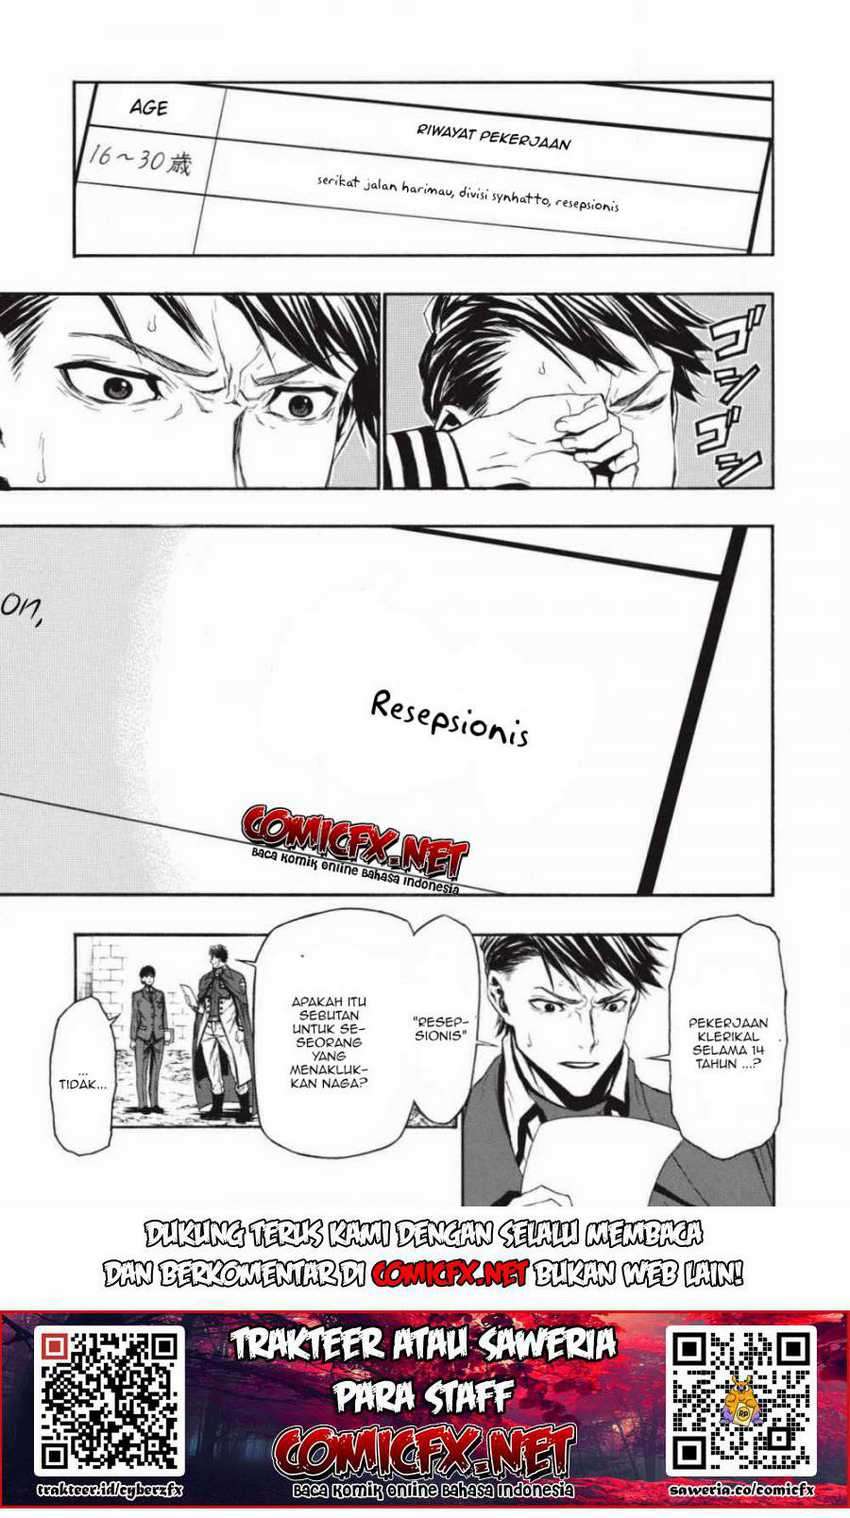 AGE
RIWAYAT PEKERJAAN
16~30歳
serikat jalan harimau, divisi synhatto, resepsionis
ゴシゴシ
on,
Resepsionis
COMICFX.NET
Baca Komik Online Bahasa Indonesia
PEKERJAAN
KLERIKAL
SELAMA 14
TAHUN ...?
"RESEP-
SIONIS"
APAKAH ITU
SEBUTAN
UNTUK SE-
SEORANG
YANG
MENAKLUK-
KAN NAGA?
...
TIDAK...
DUKUNG TERUS KAMI DENGAN SELALU MEMBACA
DAN BERKOMENTAR DI COMICFX.NET BUKAN WEB LAIN!
TRAKTEER ATAU SAWERIA
PARA STAFF
COMICFX.NET
Baca Komik Online Bahasa Indonesia
trakteer.id/cyberzfx
RP
saweria.co/comicfx